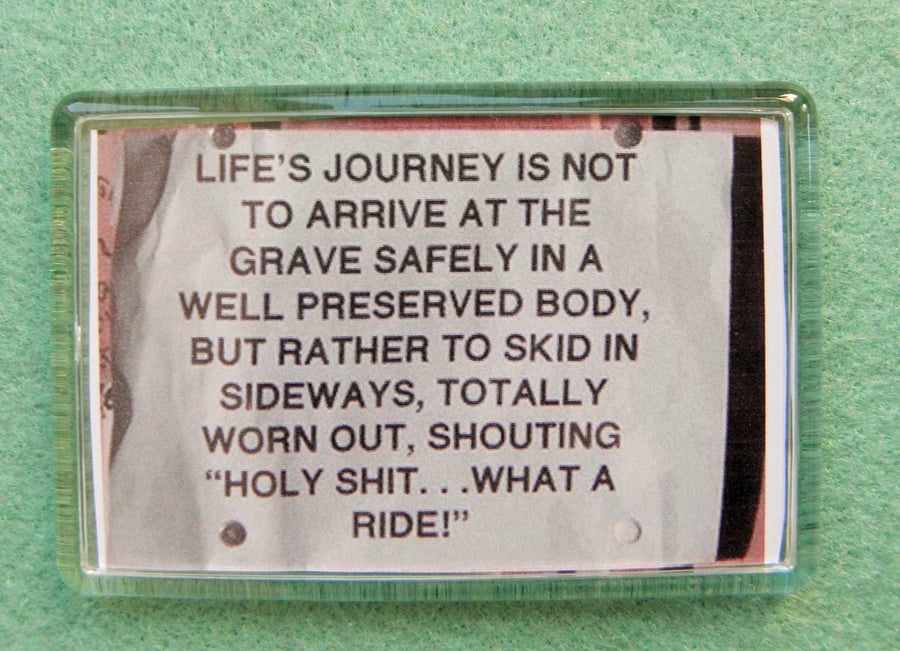 LIFE'S JOURNEY IS NOT
TO ARRIVE AT THE
GRAVE SAFELY IN A
WELL PRESERVED BODY,
BUT RATHER TO SKID IN
SIDEWAYS, TOTALLY
WORN OUT, SHOUTING
“HOLY SHIT. . .WHAT A
RIDE!”